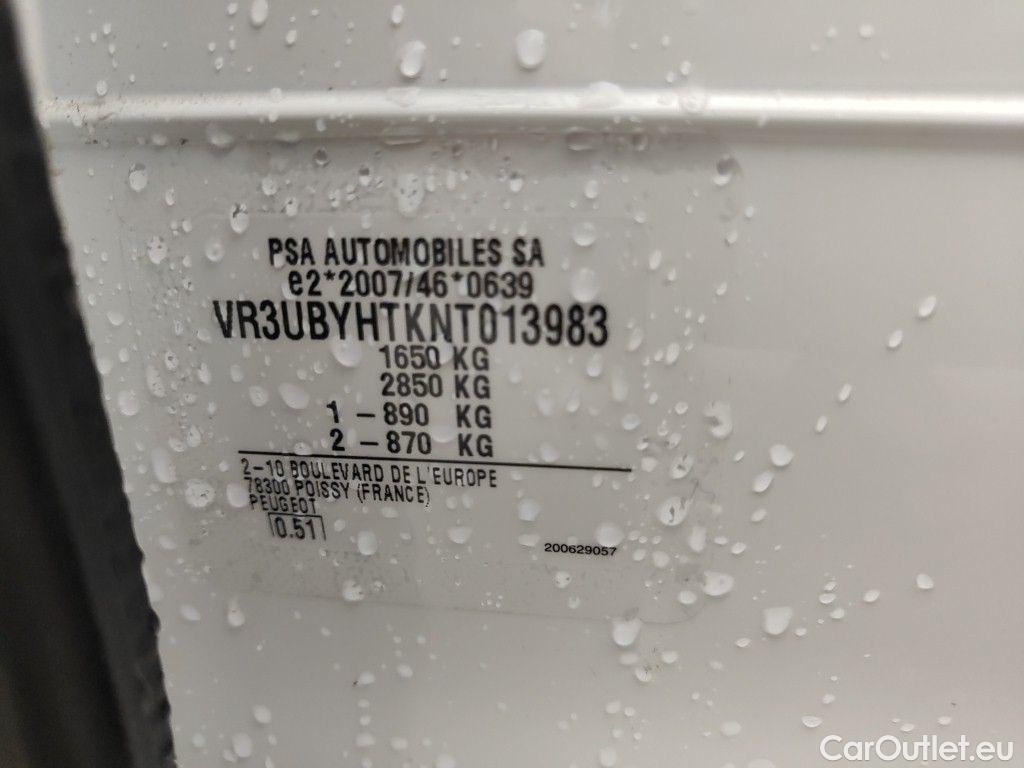 PSA AUTOMOBILES SA
e2*2007/46*0639
VR3UBYHTKNT013983
1650 KG
2850 KG
1 – 890 KG
2 – 870 KG
2-10 BOULEVARD DE L'EUROPE
78300 POISSY (FRANCE)
PEUGEOT
0.51
200629057
CarOutlet.eu